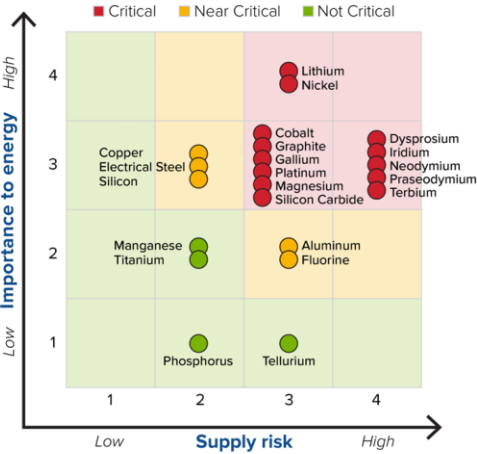 Critical Near Critical Not Critical
High
Importance to energy
Low
4
3
2
1
Lithium
Nickel
Copper
Electrical Steel
Silicon
Cobalt
Graphite
Gallium
Platinum
Magnesium
Silicon Carbide
Dysprosium
Iridium
Neodymium
Praseodymium
Terbium
Manganese
Titanium
Aluminum
Fluorine
Phosphorus
Tellurium
1 2 3 4
Low Supply risk High